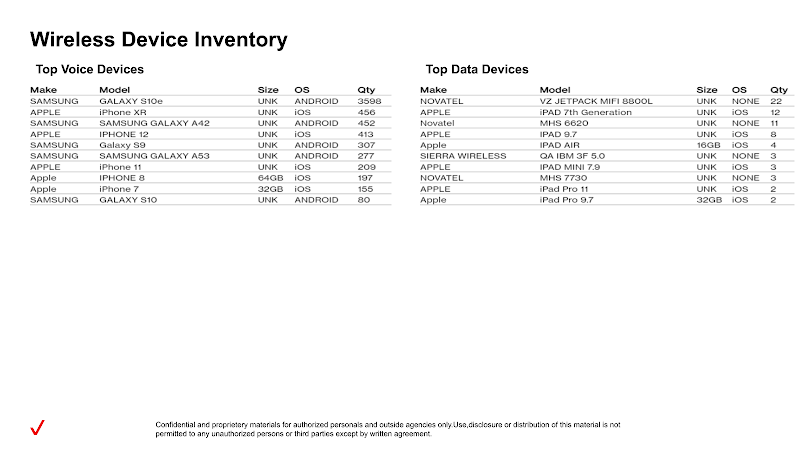 Wireless Device Inventory
Top Voice Devices
Make Model Size OS Qty
SAMSUNG GALAXY S10e UNK ANDROID 3598
APPLE iPhone XR UNK iOS 456
SAMSUNG SAMSUNG GALAXY A42 UNK ANDROID 452
APPLE IPHONE 12 UNK iOS 413
SAMSUNG Galaxy S9 UNK ANDROID 307
SAMSUNG SAMSUNG GALAXY A53 UNK ANDROID 277
APPLE iPhone 11 UNK iOS 209
Apple IPHONE 8 64GB iOS 197
Apple iPhone 7 32GB iOS 155
SAMSUNG GALAXY S10 UNK ANDROID 80
Top Data Devices
Make Model Size OS Qty
NOVATEL VZ JETPACK MIFI 8800L UNK NONE 22
APPLE iPAD 7th Generation UNK iOS 12
Novatel MHS 6620 UNK NONE 11
APPLE IPAD 9.7 UNK iOS 8
Apple IPAD AIR 16GB iOS 4
SIERRA WIRELESS QA IBM 3F 5.0 UNK NONE 3
APPLE IPAD MINI 7.9 UNK iOS 3
NOVATEL MHS 7730 UNK NONE 3
APPLE iPad Pro 11 UNK iOS 2
Apple iPad Pro 9.7 32GB iOS 2
Confidential and proprietery materials for authorized personals and outside agencies only.Use,disclosure or distribution of this material is not
permitted to any unauthorized persons or third parties except by written agreement.